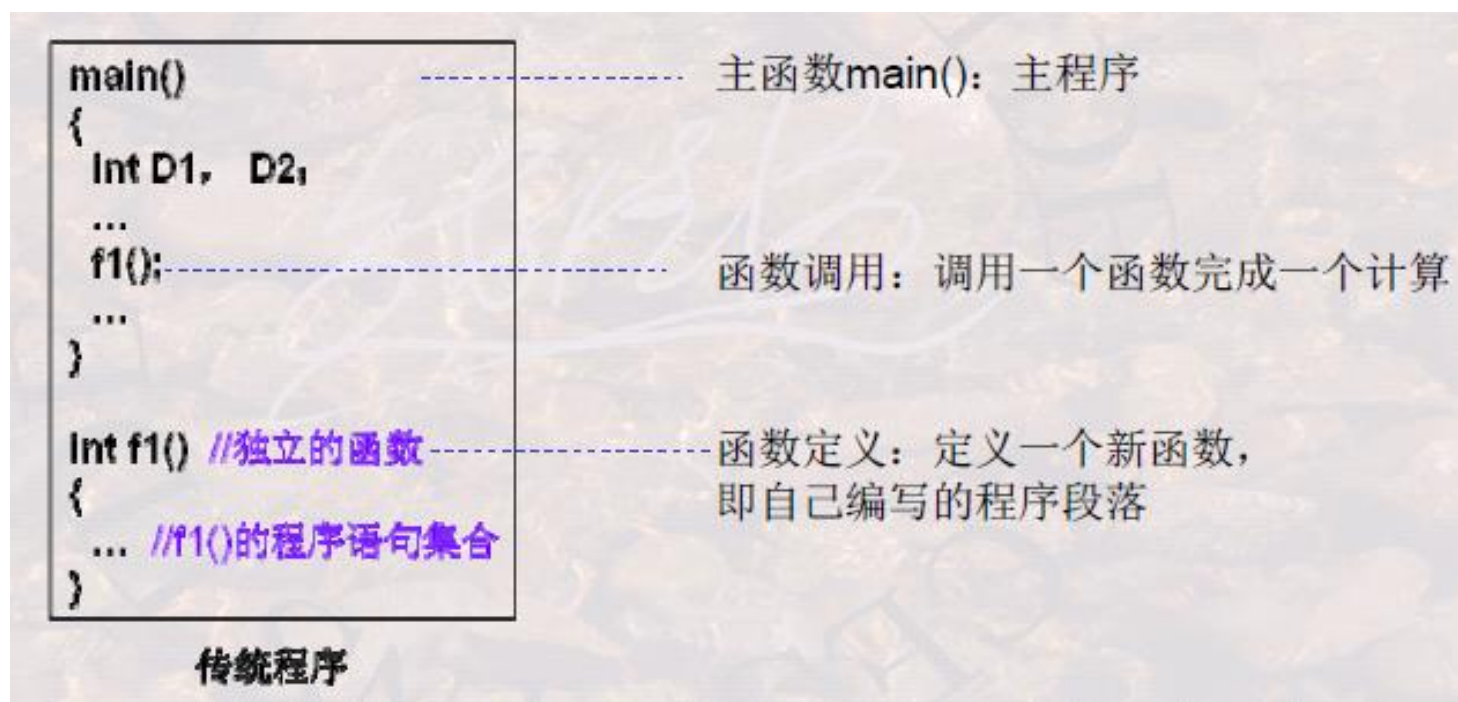 main()
主函数main()：主程序
{
int D1， D2；
...
f1();
函数调用：调用一个函数完成一个计算
...
}
int f1() //独立的函数
函数定义：定义一个新函数，
即自己编写的程序段落
{
... //f1()的程序语句集合
}
传统程序